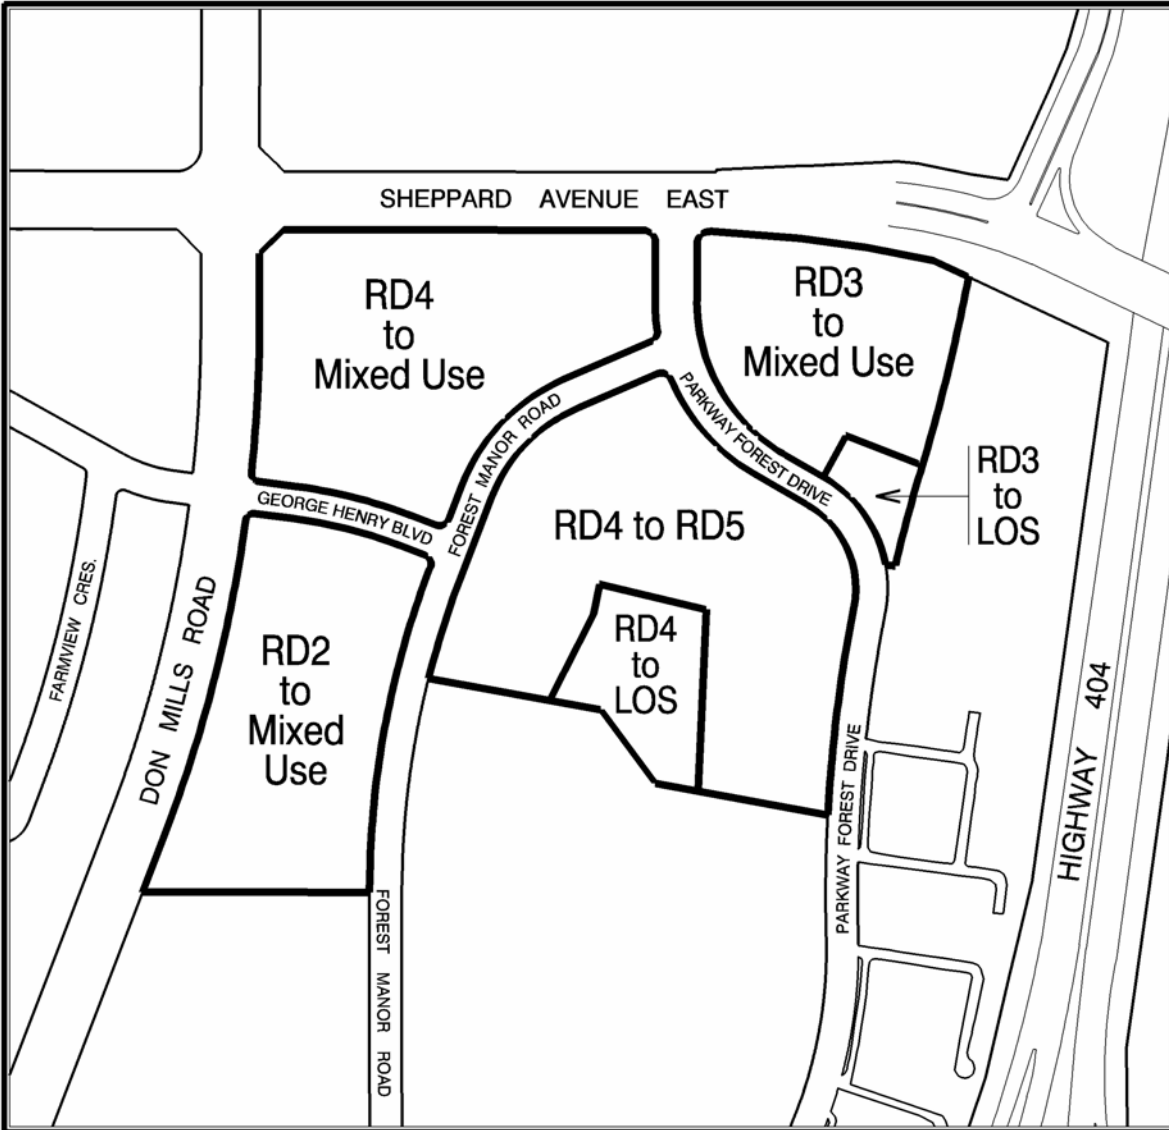 SHEPPARD AVENUE EAST
RD4
to
Mixed Use
RD3
to
Mixed Use
PARKWAY FOREST DRIVE
FOREST MANOR ROAD
RD3
to
LOS
GEORGE HENRY BLVD
RD4 to RD5
FARMVIEW CRES.
DON MILLS ROAD
RD2
to
Mixed
Use
RD4
to
LOS
HIGHWAY 404
PARKWAY FOREST DRIVE
FOREST MANOR ROAD